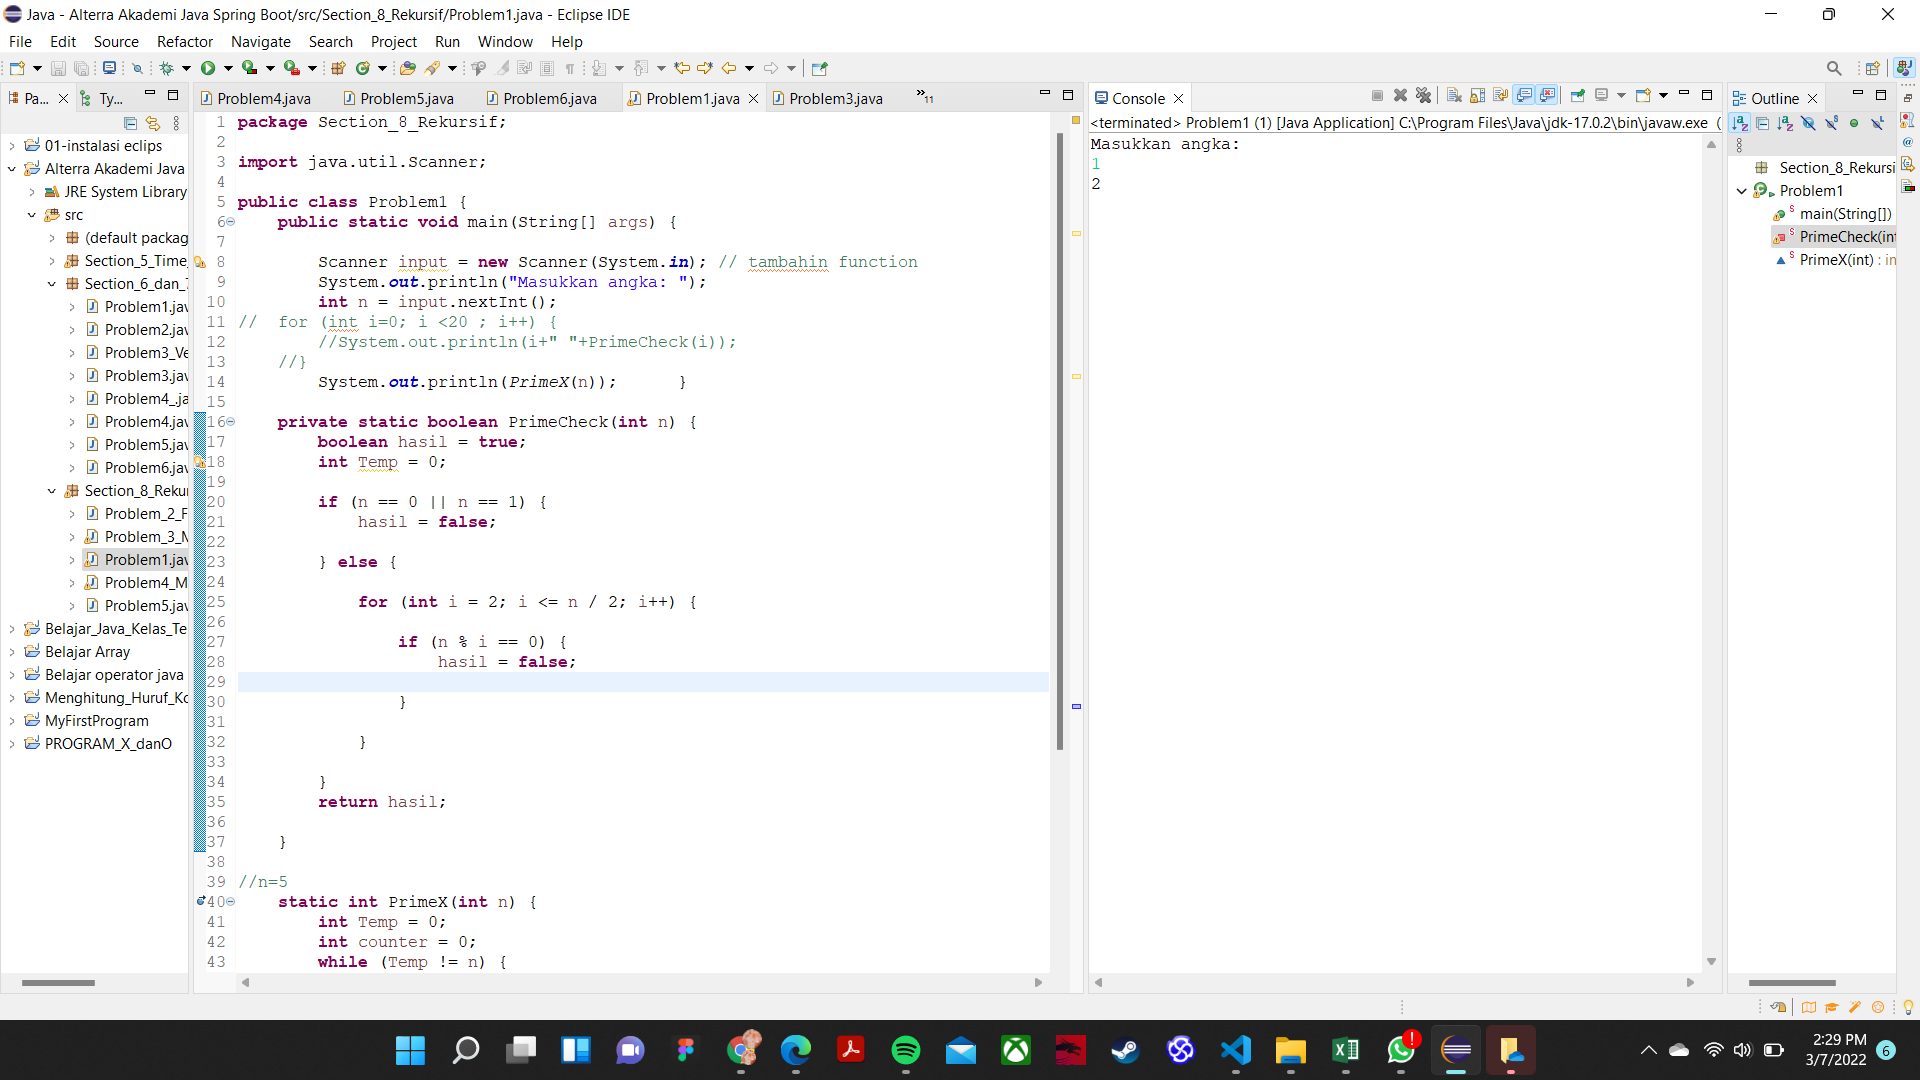 Java - Alterra Akademi Java Spring Boot/src/Section_8_Rekursif/Problem1.java - Eclipse IDE
File Edit Source Refactor Navigate Search Project Run Window Help
Pa... Ty...
01-instalasi eclips
Alterra Akademi Java
JRE System Library
src
(default packag
Section_5_Time_
Section_6_dan_7
Problem1.jav
Problem2.jav
Problem3_Ve
Problem3.jav
Problem4_.ja
Problem4.jav
Problem5.jav
Problem6.jav
Section_8_Rekur
Problem_2_F
Problem_3_M
Problem1.jav
Problem4_M
Problem5.jav
Belajar_Java_Kelas_Te
Belajar Array
Belajar operator java
Menghitung_Huruf_Ko
MyFirstProgram
PROGRAM_X_danO
Problem4.java Problem5.java Problem6.java Problem1.java Problem3.java »11
1 package Section_8_Rekursif;
2
3 import java.util.Scanner;
4
5 public class Problem1 {
6 public static void main(String[] args) {
7
8 Scanner input = new Scanner(System.in); // tambahin function
9 System.out.println("Masukkan angka: ");
10 int n = input.nextInt();
11 // for (int i=0; i <20 ; i++) {
12 //System.out.println(i+" "+PrimeCheck(i));
13 //}
14 System.out.println(PrimeX(n)); }
15
16 private static boolean PrimeCheck(int n) {
17 boolean hasil = true;
18 int Temp = 0;
19
20 if (n == 0 || n == 1) {
21 hasil = false;
22
23 } else {
24
25 for (int i = 2; i <= n / 2; i++) {
26
27 if (n % i == 0) {
28 hasil = false;
29
30 }
31
32 }
33
34 }
35 return hasil;
36
37 }
38
39 //n=5
40 static int PrimeX(int n) {
41 int Temp = 0;
42 int counter = 0;
43 while (Temp != n) {
Console
<terminated> Problem1 (1) [Java Application] C:\Program Files\Java\jdk-17.0.2\bin\javaw.exe (
Masukkan angka:
1
2
Outline
Section_8_Rekursi
Problem1
main(String[])
PrimeCheck(int
PrimeX(int) : in
2:29 PM
3/7/2022
6